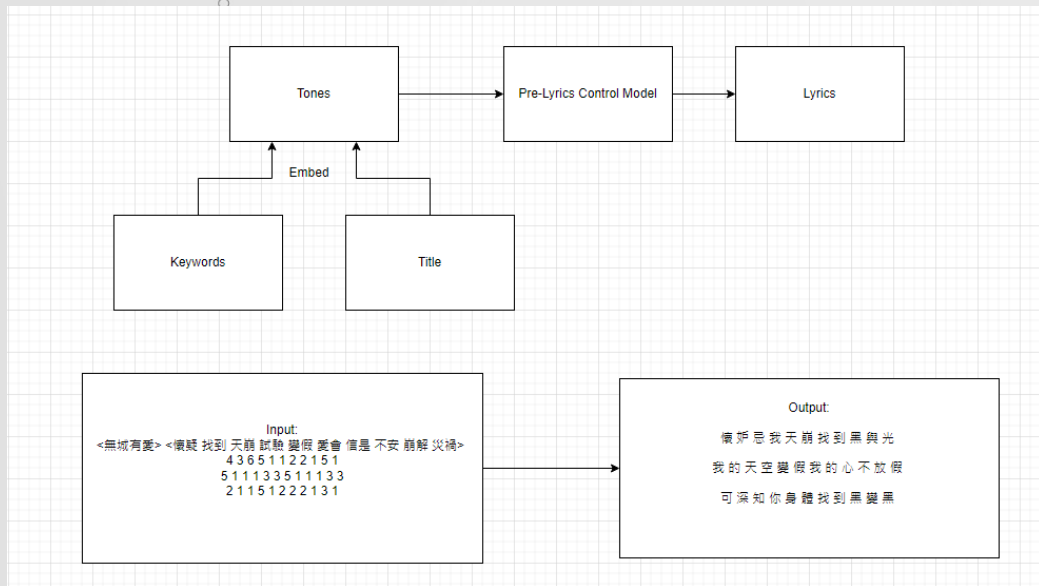 Tones
Pre-Lyrics Control Model
Lyrics
Embed
Keywords
Title
Input:
<無城有愛> <懷疑 找到 天崩 試驗 變假 愛會 信是 不安 崩解 災禍>
4 3 6 5 1 1 2 2 1 5 1
5 1 1 1 3 3 5 1 1 1 3 3
2 1 1 5 1 2 2 2 1 3 1
Output:
懷 妒 忌 我 天 崩 找 到 黑 與 光
我 的 天 空 變 假 我 的 心 不 放 假
可 深 知 你 身 體 找 到 黑 變 黑